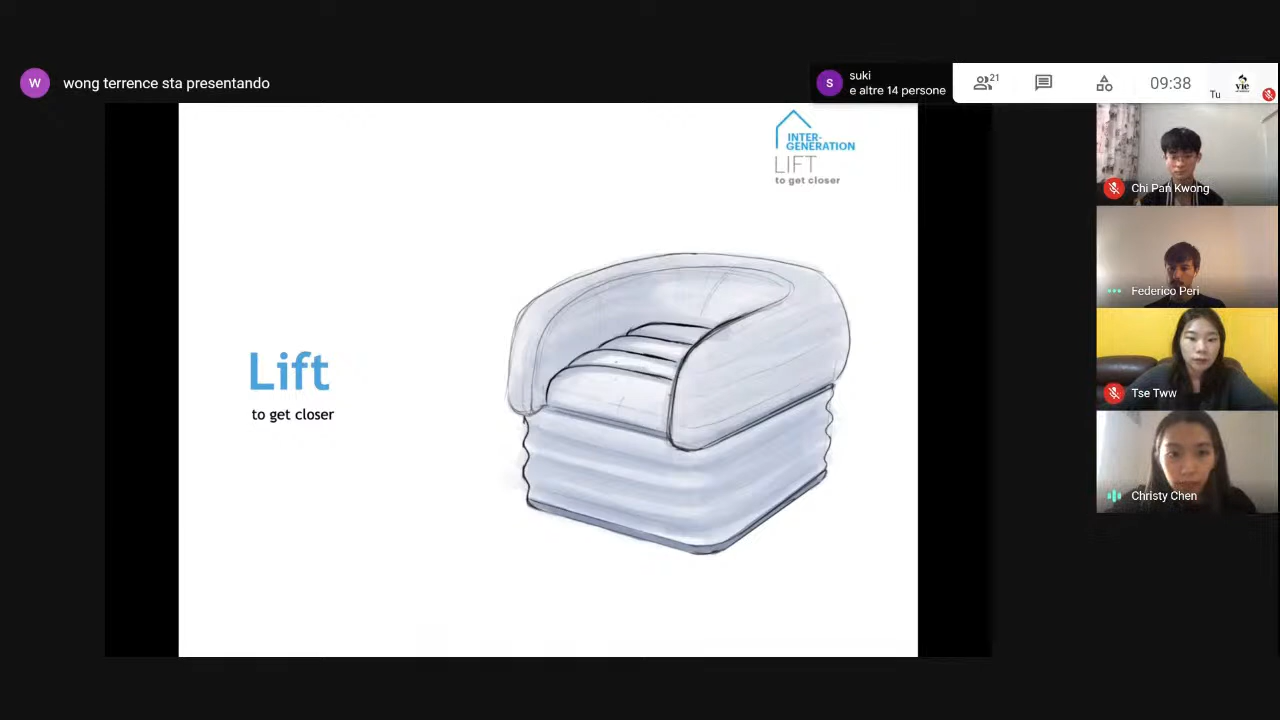 W
wong terrence sta presentando
S
suki
e altre 14 persone
21
09:38
Tu
vie
INTER-
GENERATION
LIFT
to get closer
Lift
to get closer
Chi Pan Kwong
Federico Peri
Tse Tww
Christy Chen